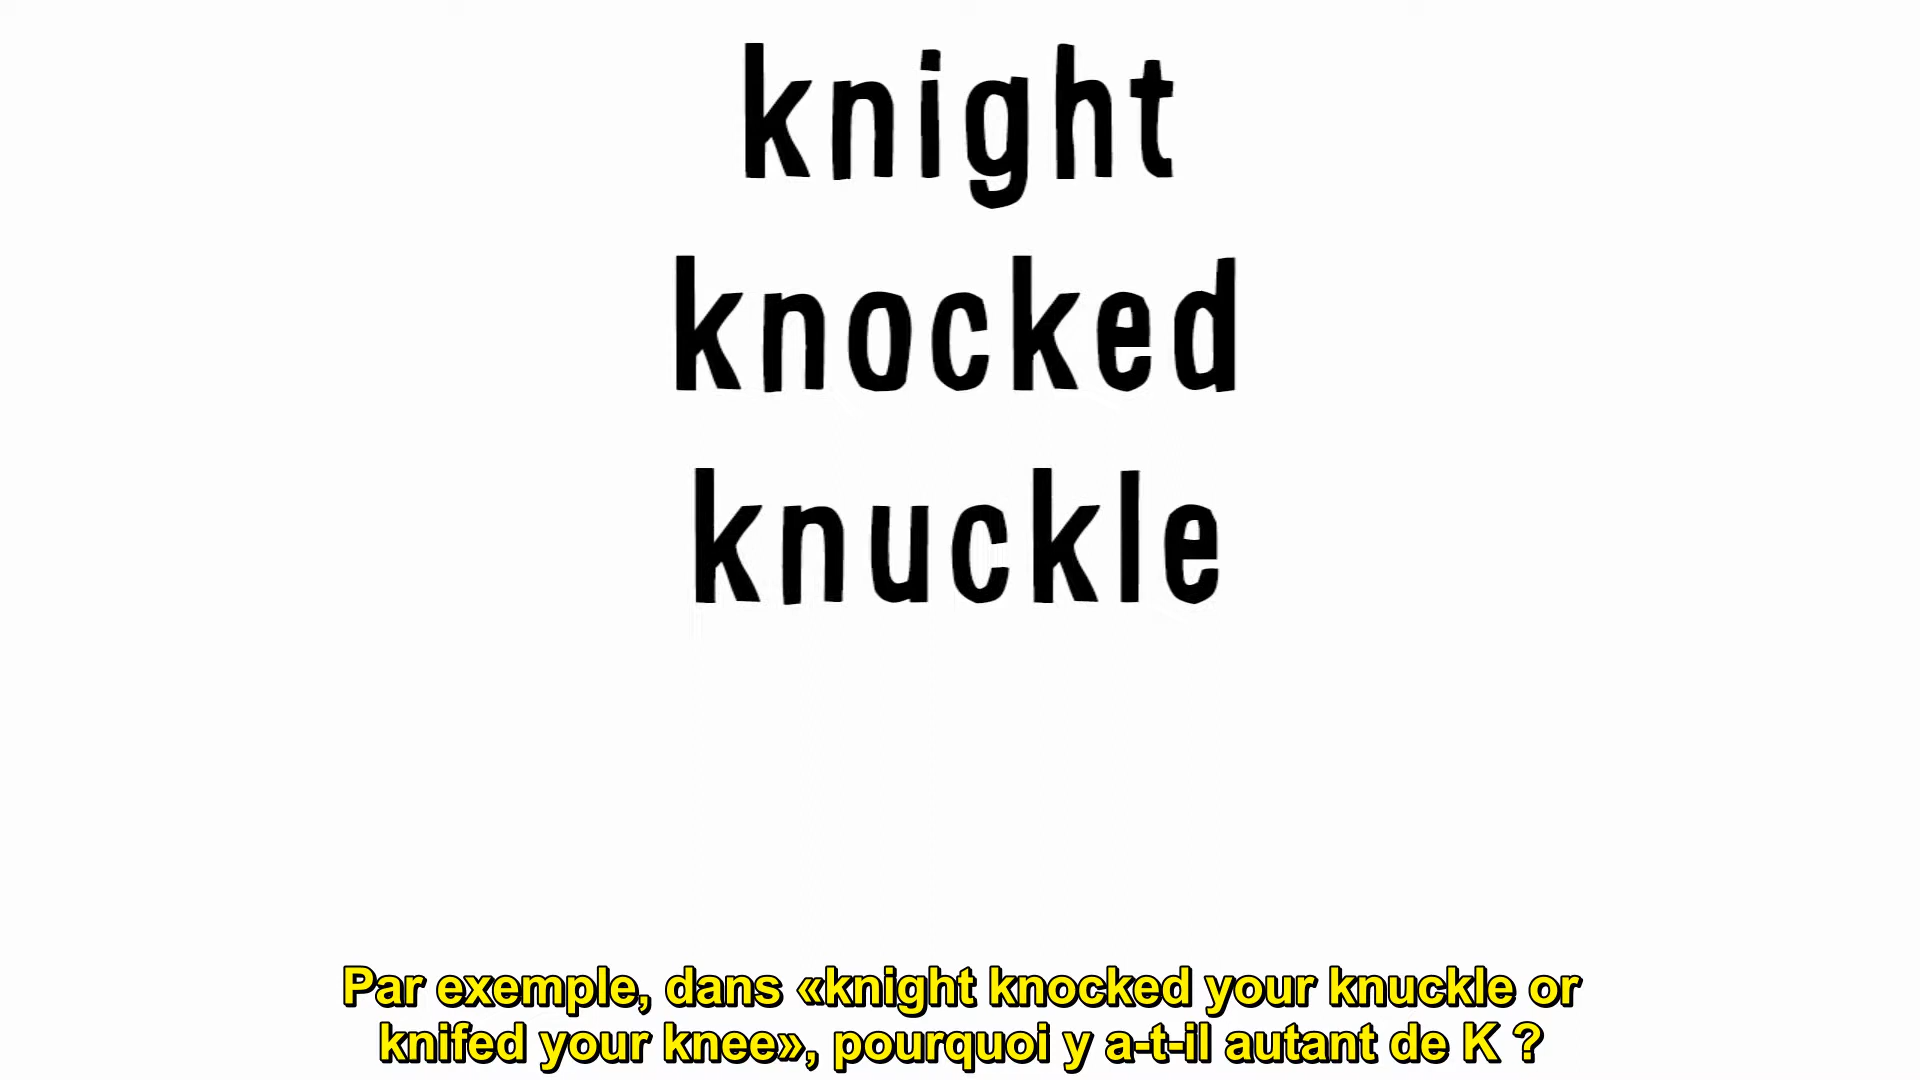 knight
knocked
knuckle
Par exemple, dans «knight knocked your knuckle or
knifed your knee», pourquoi y a-t-il autant de K ?